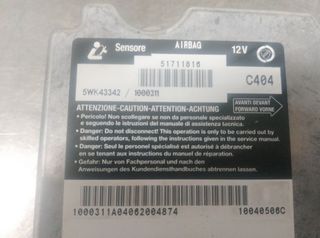 Sensore AIRBAG 12V
51711816
C404
5WK43342 / 1000311
ATTENZIONE-CAUTION-ATTENTION-ACHTUNG
AVANTI DEVANT
FORWARD VORNE
• Pericolo! Non scollegare se non da personale specializzato
e seguendo le istruzioni del manuale di assistenza tecnica.
• Danger: Do not disconnect! This operation is only to be carried out by
skilled operators, following the instructions given in the service manual.
• Danger: Seul le personnel spécialisé est autorisé à débrancher
en se tenant aux indications du manuel de réparation.
• Gefahr: Nur von Fachpersonal und nach den
Anweisungen des Kundendiensthandbuches abtrennen lassen.
1000311A04062004874
10040506C